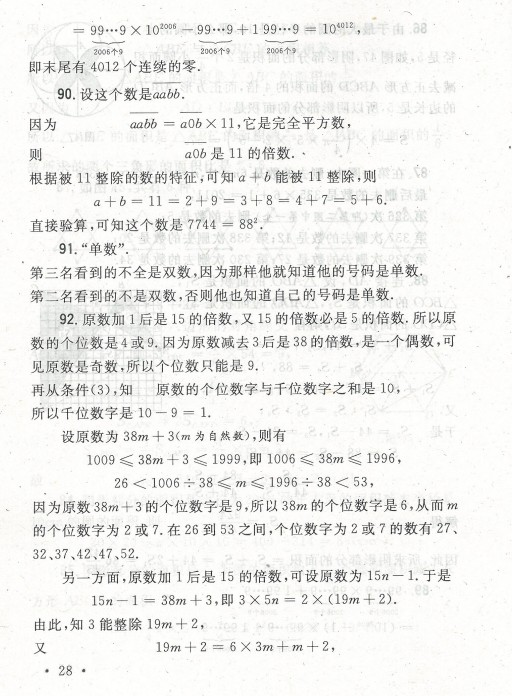 = 99…9 × 10²⁰⁰⁶ − 99…9 + 1 99…9 = 10⁴⁰¹²,
2006个9 2006个9 2006个9
即末尾有 4012 个连续的零.
90. 设这个数是aabb.
因为 aabb = a0b × 11,它是完全平方数,
则 a0b 是 11 的倍数.
根据被 11 整除的数的特征,可知 a + b 能被 11 整除,则
a + b = 11 = 2 + 9 = 3 + 8 = 4 + 7 = 5 + 6.
直接验算,可知这个数是 7744 = 88².
91. “单数”.
第三名看到的不全是双数,因为那样他就知道他的号码是单数.
第二名看到的不是双数,否则他也知道自己的号码是单数.
92. 原数加 1 后是 15 的倍数,又 15 的倍数必是 5 的倍数. 所以原
数的个位数是 4 或 9. 因为原数减去 3 后是 38 的倍数,是一个偶数,可
见原数是奇数,所以个位数只能是 9.
再从条件(3),知 原数的个位数字与千位数字之和是 10,
所以千位数字是 10 − 9 = 1.
设原数为 38m + 3(m 为自然数),则有
1009 ⩽ 38m + 3 ⩽ 1999,即 1006 ⩽ 38m ⩽ 1996,
26 < 1006 ÷ 38 ⩽ m ⩽ 1996 ÷ 38 < 53,
因为原数 38m + 3 的个位数字是 9,所以 38m 的个位数字是 6,从而 m
的个位数字为 2 或 7. 在 26 到 53 之间,个位数字为 2 或 7 的数有 27、
32、37、42、47、52.
另一方面,原数加 1 后是 15 的倍数,可设原数为 15n − 1. 于是
15n − 1 = 38m + 3,即 3 × 5n = 2 × (19m + 2).
由此,知 3 能整除 19m + 2,
又 19m + 2 = 6 × 3m + m + 2,
• 28 •